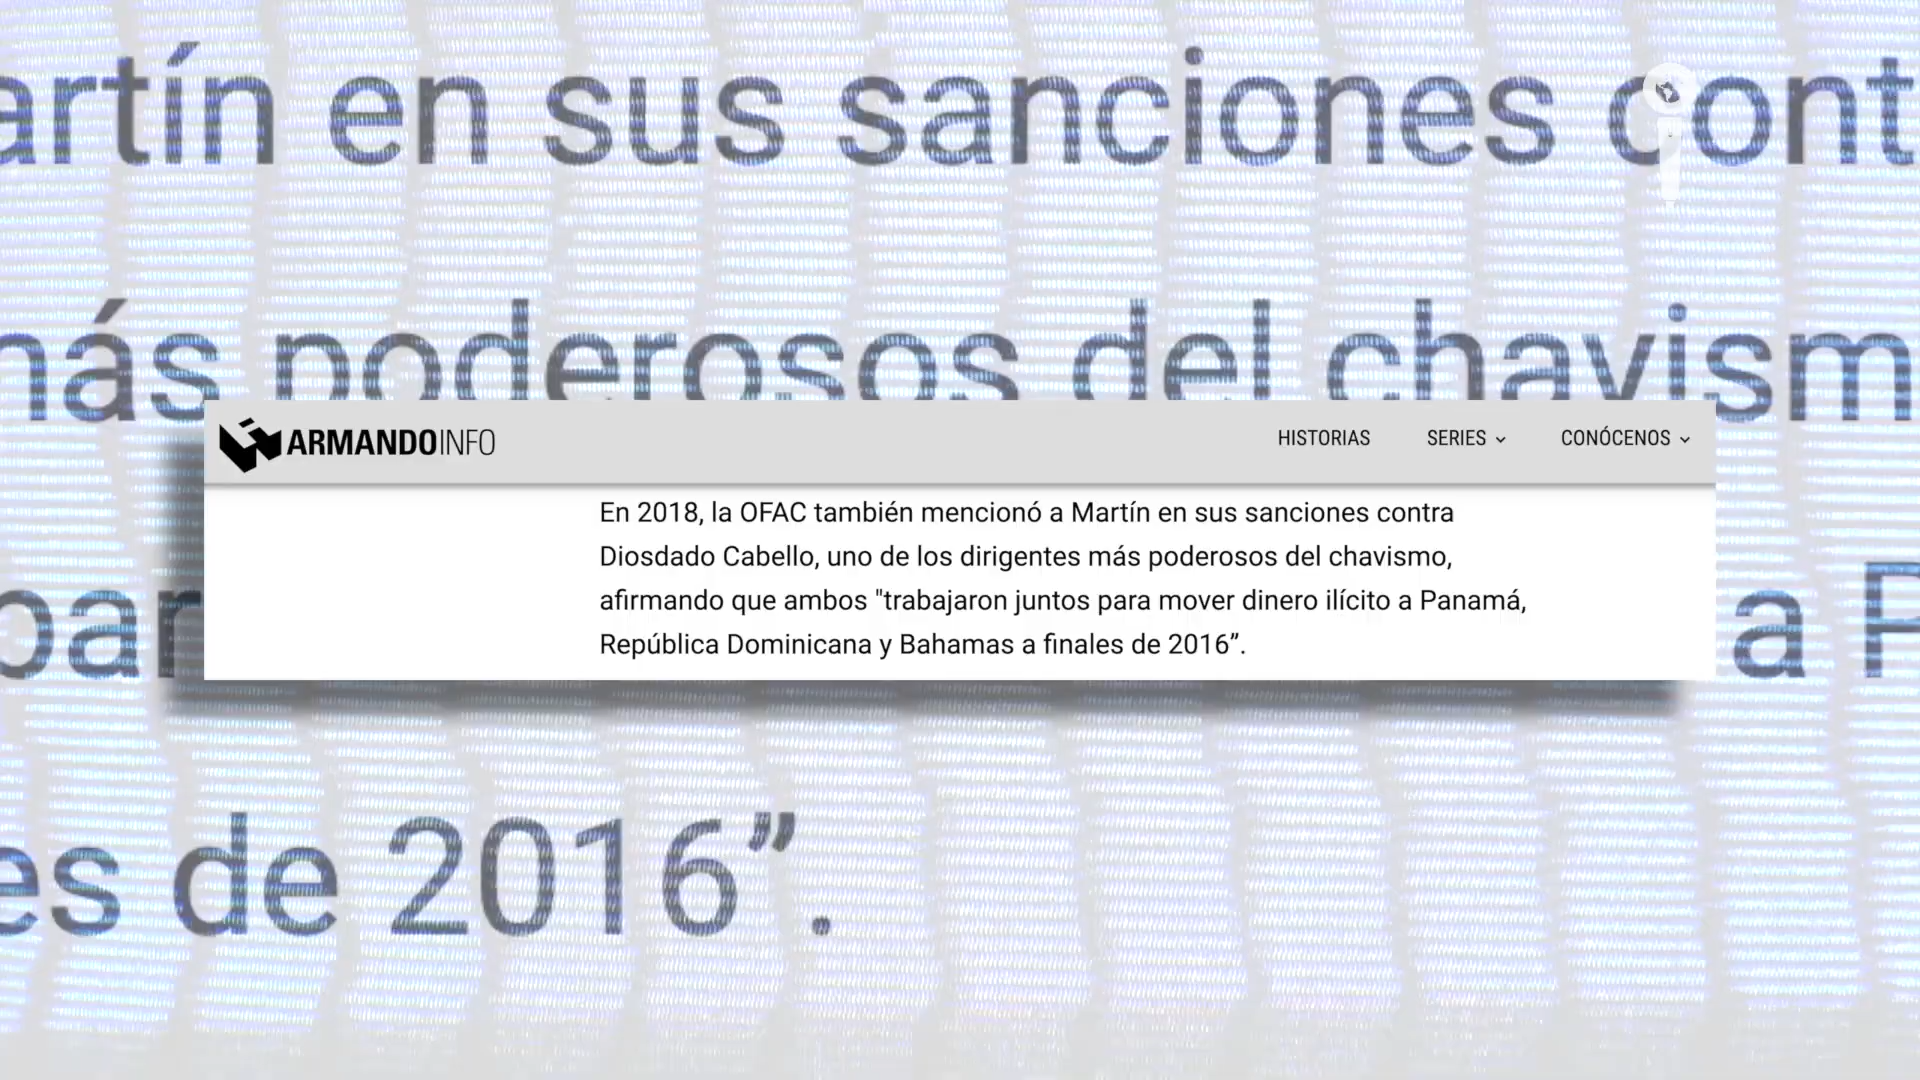 artín en sus sanciones cont
más poderosos del chavism
ARMANDOINFO
HISTORIAS
SERIES
CONÓCENOS
En 2018, la OFAC también mencionó a Martín en sus sanciones contra
Diosdado Cabello, uno de los dirigentes más poderosos del chavismo,
afirmando que ambos "trabajaron juntos para mover dinero ilícito a Panamá,
República Dominicana y Bahamas a finales de 2016”.
par
a P
es de 2016”.